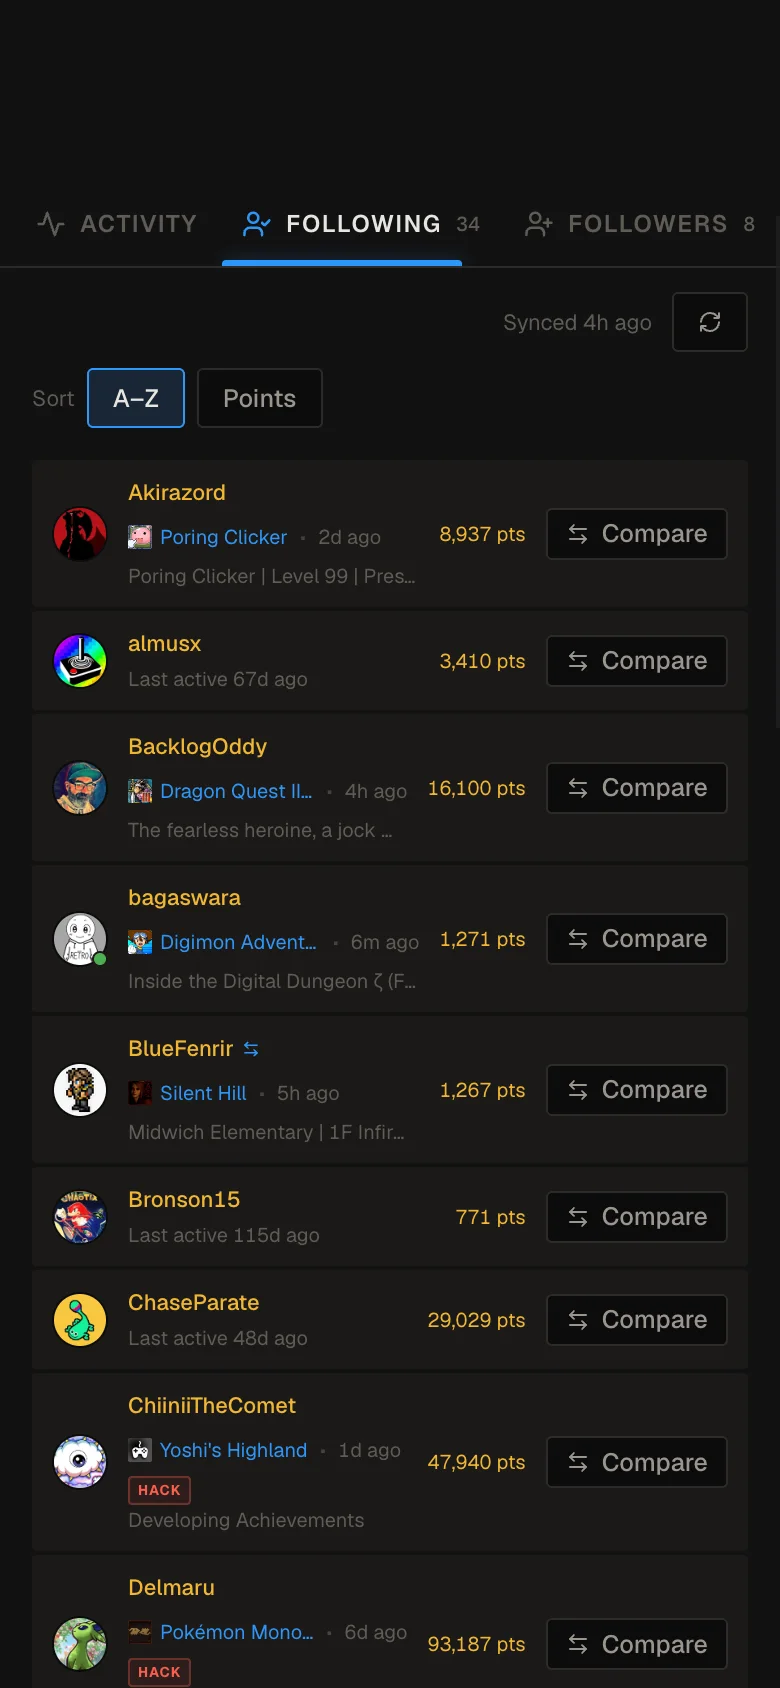 ACTIVITY FOLLOWING 34 FOLLOWERS 8
Synced 4h ago
Sort A–Z Points
Akirazord
Poring Clicker • 2d ago
Poring Clicker | Level 99 | Pres...
8,937 pts Compare
almusx
Last active 67d ago
3,410 pts Compare
BacklogOddy
Dragon Quest II... • 4h ago
The fearless heroine, a jock ...
16,100 pts Compare
bagaswara
Digimon Advent... • 6m ago
Inside the Digital Dungeon ζ (F...
1,271 pts Compare
BlueFenrir
Silent Hill • 5h ago
Midwich Elementary | 1F Infir...
1,267 pts Compare
Bronson15
Last active 115d ago
771 pts Compare
ChaseParate
Last active 48d ago
29,029 pts Compare
ChiiniiTheComet
Yoshi's Highland • 1d ago
HACK
Developing Achievements
47,940 pts Compare
Delmaru
Pokémon Mono... • 6d ago
HACK
93,187 pts Compare